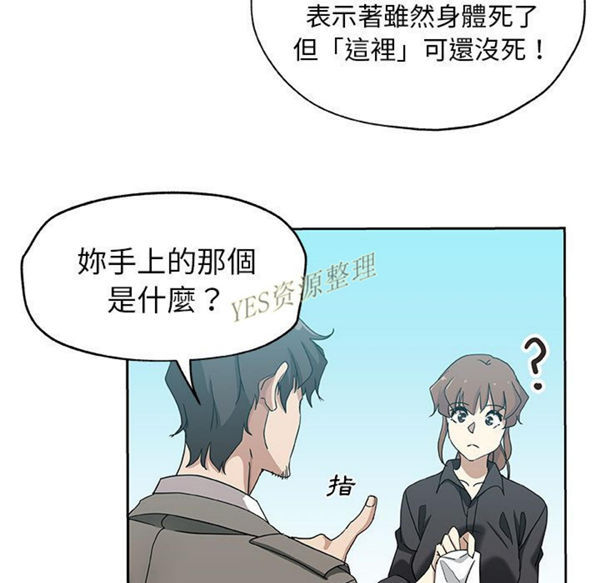 表示著雖然身體死了
但「這裡」可還沒死！
妳手上的那個
是什麼？
YES资源整理
?
指